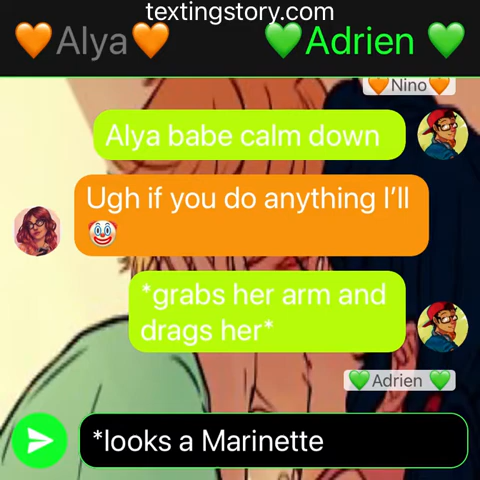 textingstory.com
🧡Alya🧡 💚Adrien 💚
🧡Nino🧡
Alya babe calm down
Ugh if you do anything I’ll
🤡
*grabs her arm and
drags her*
💚Adrien 💚
*looks a Marinette